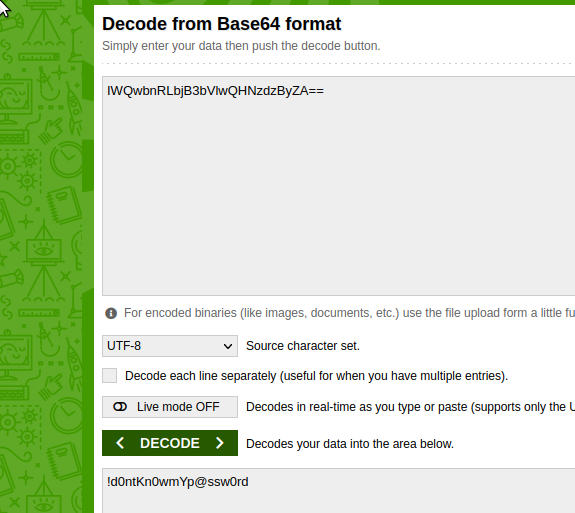 Decode from Base64 format
Simply enter your data then push the decode button.
IWQwbnRLbjB3bVlwQHNzdzByZA==
For encoded binaries (like images, documents, etc.) use the file upload form a little fu
UTF-8 Source character set.
Decode each line separately (useful for when you have multiple entries).
Live mode OFF Decodes in real-time as you type or paste (supports only the U
< DECODE > Decodes your data into the area below.
!d0ntKn0wmYp@ssw0rd